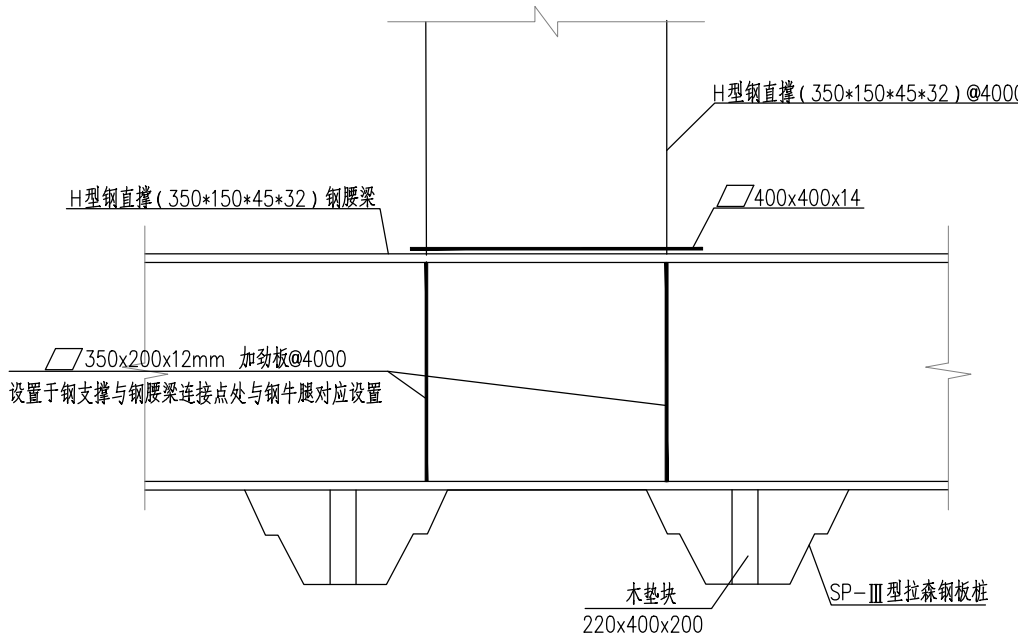 H型钢直撑(350*150*45*32)@4000
H型钢直撑(350*150*45*32)钢腰梁
400x400x14
350x200x12mm 加劲板@4000
设置于钢支撑与钢腰梁连接点处与钢牛腿对应设置
木垫块
220x400x200
SP-Ⅲ型拉森钢板桩